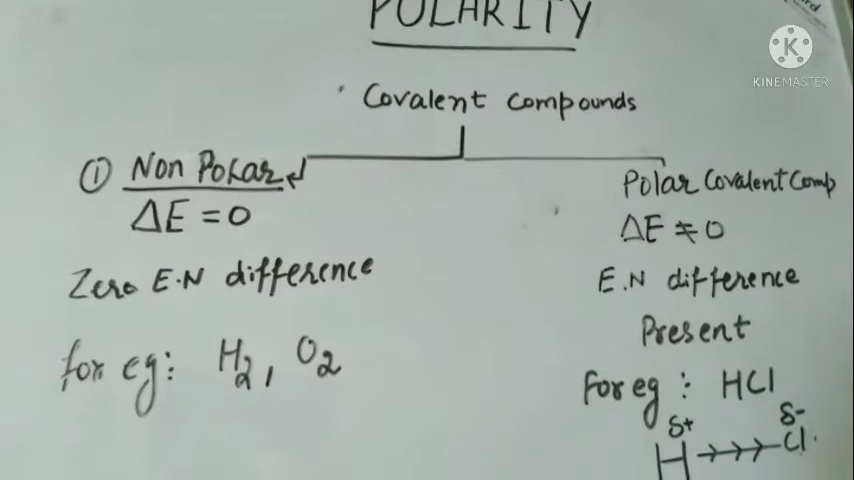 POLARITY
KINEMASTER
Covalent Compounds
① Non Polar
ΔE = 0
Zero E.N difference
for eg: H₂, O₂
Polar Covalent Comp
ΔE ≠ 0
E.N difference
Present
For eg : HCl
δ+ δ-
H →→→ Cl.